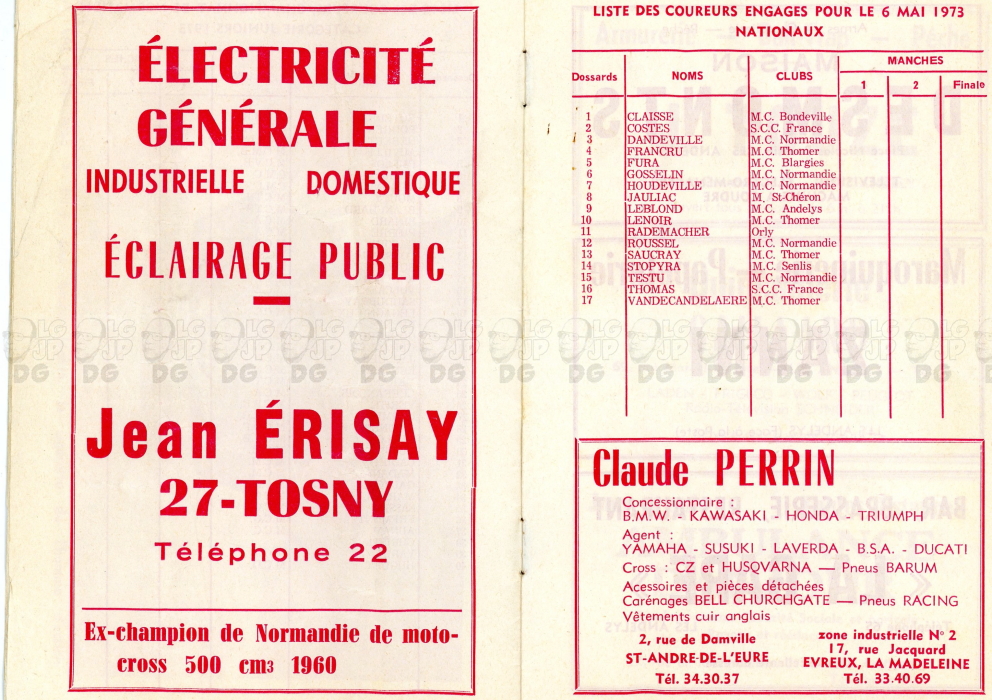 ÉLECTRICITÉ
GÉNÉRALE
INDUSTRIELLE DOMESTIQUE
ÉCLAIRAGE PUBLIC
Jean ÉRISAY
27-TOSNY
Téléphone 22
Ex-champion de Normandie de moto-
cross 500 cm3 1960
LISTE DES COUREURS ENGAGES POUR LE 6 MAI 1973
NATIONAUX
Dossards NOMS CLUBS MANCHES
1 2 Finale
1 CLAISSE M.C. Bondeville
2 COSTES S.C.C. France
3 DANDEVILLE M.C. Normandie
4 FRANCRU M.C. Thomer
5 FURA M.C. Blargies
6 GOSSELIN M.C. Normandie
7 HOUDEVILLE M.C. Normandie
8 JAULIAC M. St-Chéron
9 LEBLOND M.C. Andelys
10 LENOIR M.C. Thomer
11 RADEMACHER Orly
12 ROUSSEL M.C. Normandie
13 SAUCRAY M.C. Thomer
14 STOPYRA M.C. Senlis
15 TESTU M.C. Normandie
16 THOMAS S.C.C. France
17 VANDECANDELAERE M.C. Thomer
LG JP DG
Claude PERRIN
Concessionnaire :
B.M.W. - KAWASAKI - HONDA - TRIUMPH
Agent :
YAMAHA - SUSUKI - LAVERDA - B.S.A. - DUCATI
Cross : CZ et HUSQVARNA — Pneus BARUM
Acessoires et pièces détachées
Carénages BELL CHURCHGATE — Pneus RACING
Vêtements cuir anglais
2, rue de Damville
ST-ANDRE-DE-L'EURE
Tél. 34.30.37
zone industrielle N° 2
17, rue Jacquard
EVREUX, LA MADELEINE
Tél. 33.40.69